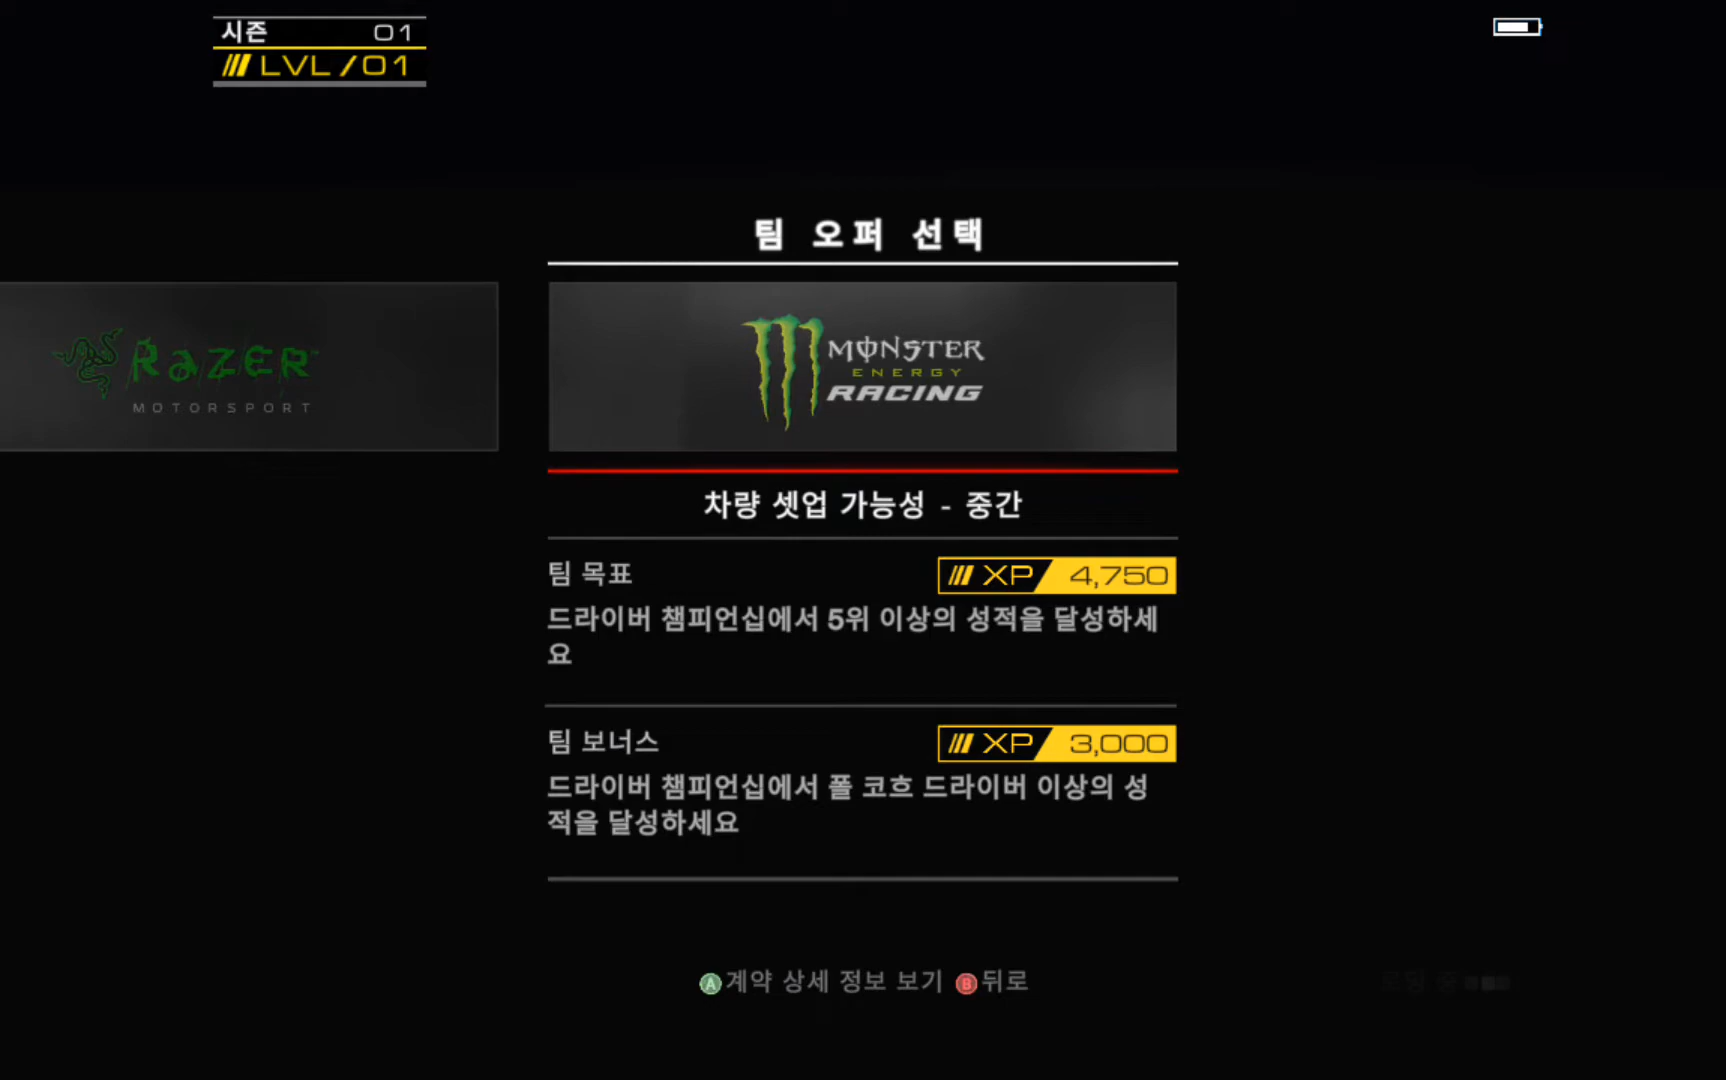 시즌 01
LVL/01
팀 오퍼 선택
RAZER™
MOTORSPORT
MONSTER
ENERGY
RACING
차량 셋업 가능성 - 중간
팀 목표 XP 4,750
드라이버 챔피언십에서 5위 이상의 성적을 달성하세
요
팀 보너스 XP 3,000
드라이버 챔피언십에서 폴 코흐 드라이버 이상의 성
적을 달성하세요
A 계약 상세 정보 보기 B 뒤로
로딩 중